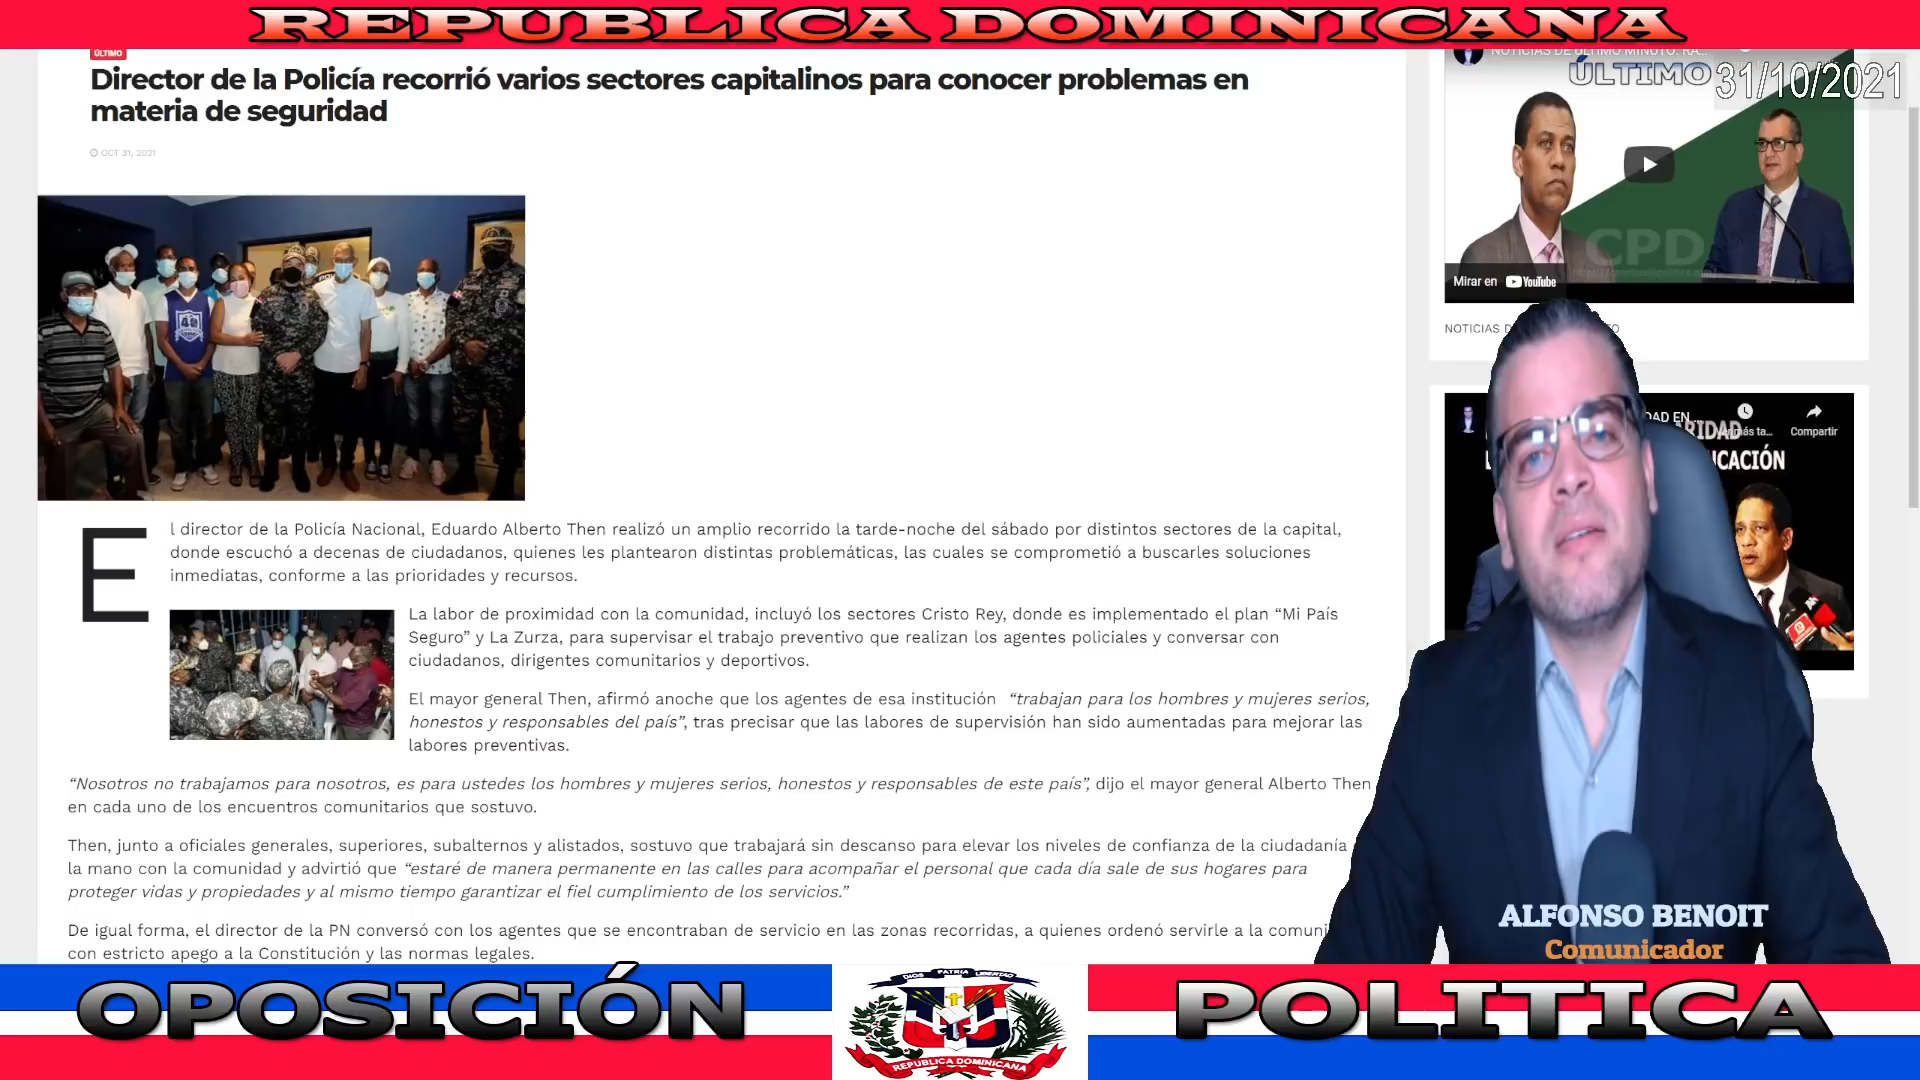 REPUBLICA DOMINICANA
ÚLTIMO
Director de la Policía recorrió varios sectores capitalinos para conocer problemas en
materia de seguridad
OCT 31, 2021
El director de la Policía Nacional, Eduardo Alberto Then realizó un amplio recorrido la tarde-noche del sábado por distintos sectores de la capital,
donde escuchó a decenas de ciudadanos, quienes les plantearon distintas problemáticas, las cuales se comprometió a buscarles soluciones
inmediatas, conforme a las prioridades y recursos.
La labor de proximidad con la comunidad, incluyó los sectores Cristo Rey, donde es implementado el plan “Mi País
Seguro” y La Zurza, para supervisar el trabajo preventivo que realizan los agentes policiales y conversar con
ciudadanos, dirigentes comunitarios y deportivos.
El mayor general Then, afirmó anoche que los agentes de esa institución “trabajan para los hombres y mujeres serios,
honestos y responsables del país”, tras precisar que las labores de supervisión han sido aumentadas para mejorar las
labores preventivas.
“Nosotros no trabajamos para nosotros, es para ustedes los hombres y mujeres serios, honestos y responsables de este país”, dijo el mayor general Alberto Then
en cada uno de los encuentros comunitarios que sostuvo.
Then, junto a oficiales generales, superiores, subalternos y alistados, sostuvo que trabajará sin descanso para elevar los niveles de confianza de la ciudadanía
la mano con la comunidad y advirtió que “estaré de manera permanente en las calles para acompañar el personal que cada día sale de sus hogares para
proteger vidas y propiedades y al mismo tiempo garantizar el fiel cumplimiento de los servicios.”
De igual forma, el director de la PN conversó con los agentes que se encontraban de servicio en las zonas recorridas, a quienes ordenó servirle a la comuni
con estricto apego a la Constitución y las normas legales.
NOTICIAS DE ÚLTIMO MINUTO: RA...
ÚLTIMO
31/10/2021
CPD
Mirar en YouTube
NOTICIAS D
TO
DAD EN ...
más ta...
Compartir
ARIDAD
UCACIÓN
ALFONSO BENOIT
Comunicador
OPOSICIÓN
DIOS PATRIA LIBERTAD
REPUBLICA DOMINICANA
POLITICA